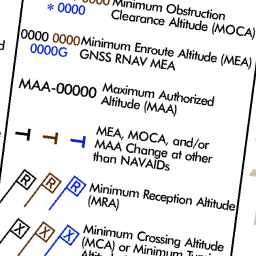 0000 Minimum Obstruction
* 0000 Clearance Altitude (MOCA)
0000 0000 Minimum Enroute Altitude (MEA)
0000G GNSS RNAV MEA
MAA-00000 Maximum Authorized
Altitude (MAA)
MEA, MOCA, and/or
MAA Change at other
than NAVAIDs
R R R Minimum Reception Altitude
(MRA)
X X X Minimum Crossing Altitude
(MCA) or Minimum